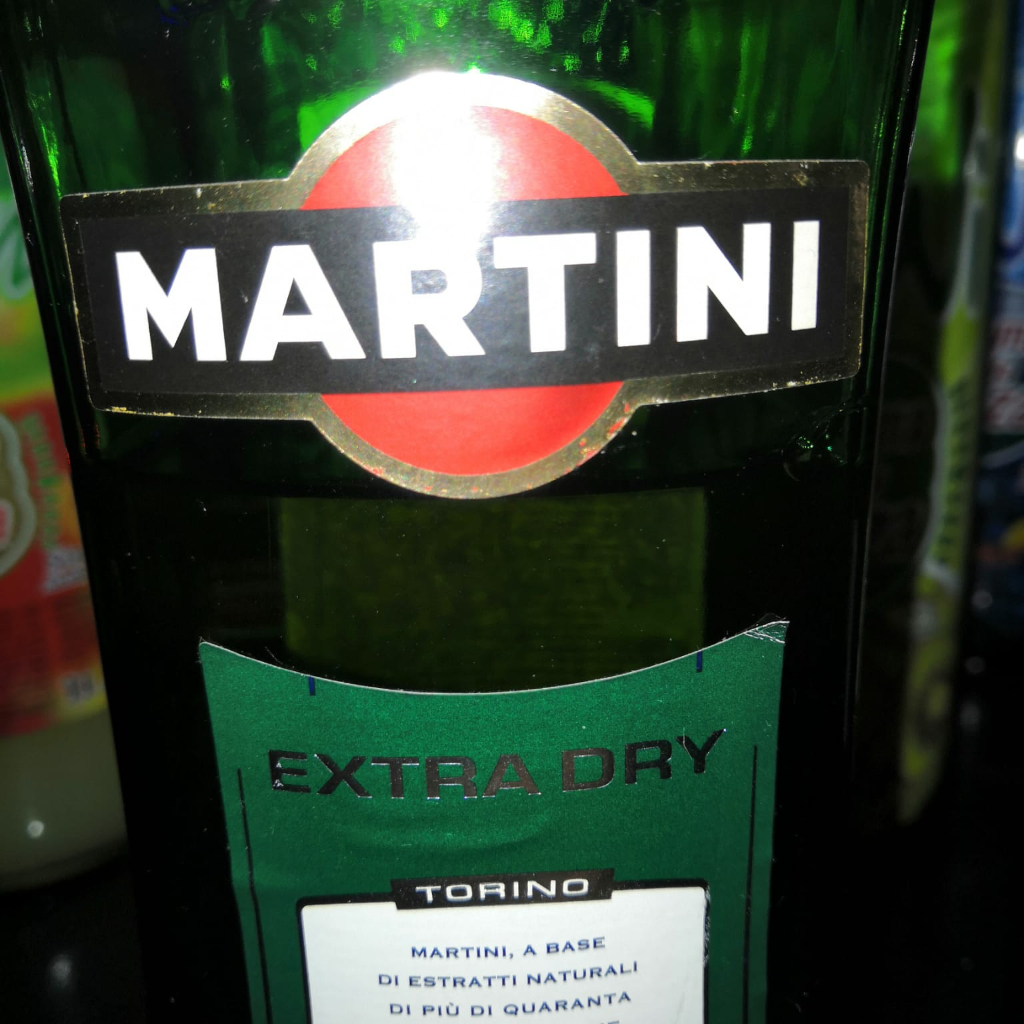 MARTINI
EXTRA DRY
TORINO
MARTINI, A BASE
DI ESTRATTI NATURALI
DI PIÙ DI QUARANTA